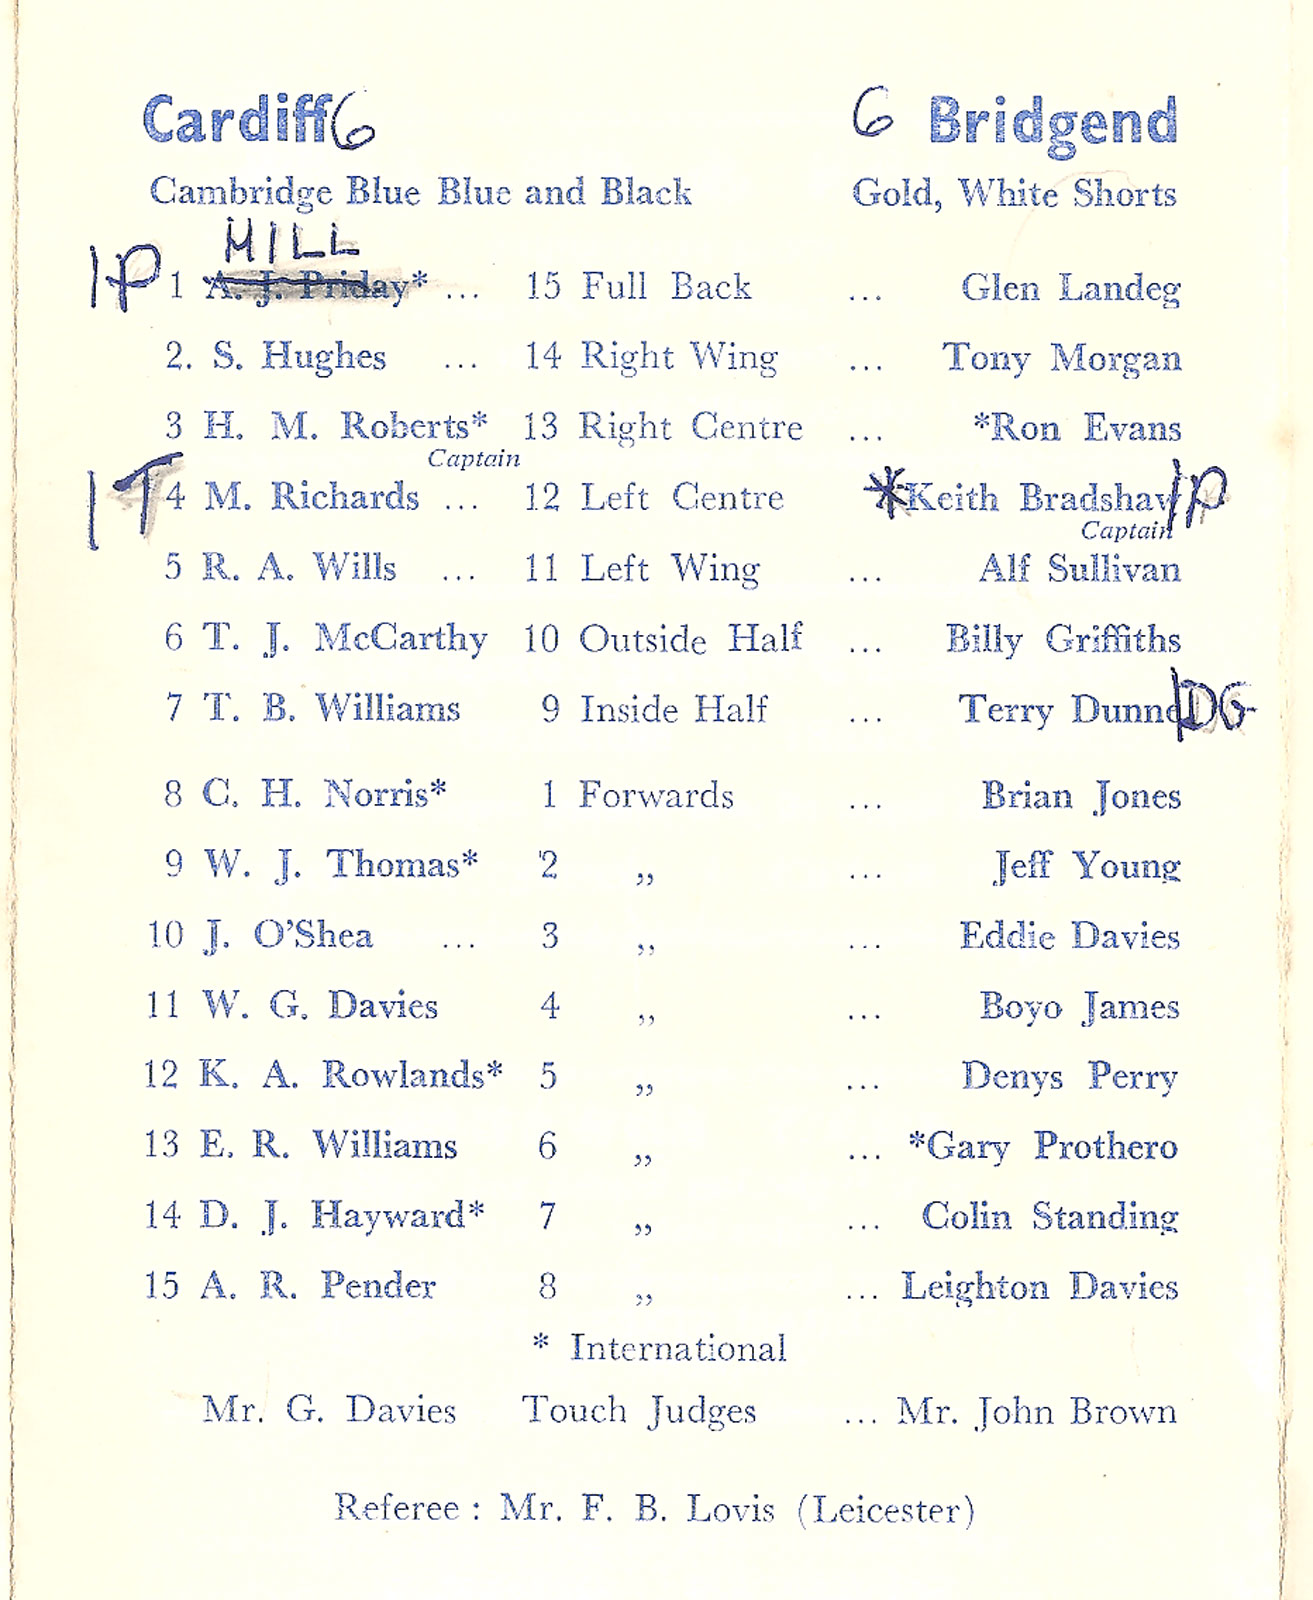 Cardiff 6 6 Bridgend
Cambridge Blue Blue and Black Gold, White Shorts
HILL
1P 1 A. J. Priday* ... 15 Full Back ... Glen Landeg
2. S. Hughes ... 14 Right Wing ... Tony Morgan
3 H. M. Roberts* 13 Right Centre ... *Ron Evans
Captain
1T 4 M. Richards ... 12 Left Centre *Keith Bradshaw 1P
Captain
5 R. A. Wills ... 11 Left Wing ... Alf Sullivan
6 T. J. McCarthy 10 Outside Half ... Billy Griffiths
7 T. B. Williams 9 Inside Half ... Terry Dunne 1DG
8 C. H. Norris* 1 Forwards ... Brian Jones
9 W. J. Thomas* 2 ,, ... Jeff Young
10 J. O'Shea ... 3 ,, ... Eddie Davies
11 W. G. Davies 4 ,, ... Boyo James
12 K. A. Rowlands* 5 ,, ... Denys Perry
13 E. R. Williams 6 ,, ... *Gary Prothero
14 D. J. Hayward* 7 ,, ... Colin Standing
15 A. R. Pender 8 ,, ... Leighton Davies
* International
Mr. G. Davies Touch Judges ... Mr. John Brown
Referee : Mr. F. B. Lovis (Leicester)